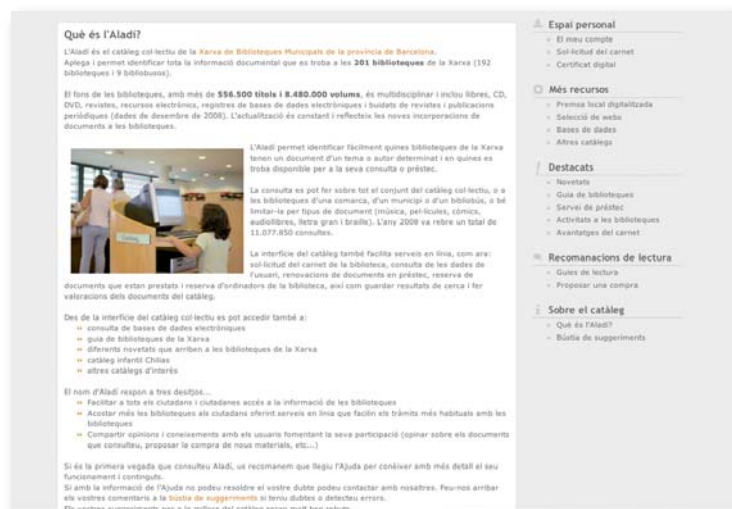 Què és l'Aladí?
L'Aladí és el catàleg col·lectiu de la Xarxa de Biblioteques Municipals de la província de Barcelona.
Aplega i permet identificar tota la informació documental que es troba a les 201 biblioteques de la Xarxa (192
biblioteques i 9 bibliobusos).
El fons de les biblioteques, amb més de 556.500 títols i 8.480.000 volums, és multidisciplinar i inclou llibres, CD,
DVD, revistes, recursos electrònics, registres de bases de dades electròniques i buidats de revistes i publicacions
periòdiques (dades de desembre de 2008). L'actualització és constant i reflecteix les noves incorporacions de
documents a les biblioteques.
L'Aladí permet identificar fàcilment quines biblioteques de la Xarxa
tenen un document d'un tema o autor determinat i en quines es
troba disponible per a la seva consulta o préstec.
La consulta es pot fer sobre tot el conjunt del catàleg col·lectiu, o a
les biblioteques d'una comarca, d'un municipi o d'un bibliobús, o bé
limitar-la per tipus de document (música, pel·lícules, còmics,
audiollibres, lletra gran i braille). L'any 2008 va rebre un total de
11.077.850 consultes.
La interfície del catàleg també facilita serveis en línia, com ara:
sol·licitud del carnet de la biblioteca, consulta de les dades de
l'usuari, renovacions de documents en préstec, reserva de
documents que estan prestats i reserva d'ordinadors de la biblioteca, així com guardar resultats de cerca i fer
valoracions dels documents del catàleg.
Des de la interfície del catàleg col·lectiu es pot accedir també a:
» consulta de bases de dades electròniques
» guia de biblioteques de la Xarxa
» diferents novetats que arriben a les biblioteques de la Xarxa
» catàleg infantil Chilias
» altres catàlegs d'interès
El nom d'Aladí respon a tres desitjos...
» Facilitar a tots els ciutadans i ciutadanes accés a la informació de les biblioteques
» Acostar més les biblioteques als ciutadans oferint serveis en línia que facilin els tràmits més habituals amb les
biblioteques
» Compartir opinions i coneixements amb els usuaris fomentant la seva participació (opinar sobre els documents
que consulteu, proposar la compra de nous materials, etc...)
Si és la primera vegada que consulteu Aladí, us recomanem que llegiu l'Ajuda per conèixer amb més detall el seu
funcionament i continguts.
Si amb la informació de l'Ajuda no podeu resoldre el vostre dubte podeu contactar amb nosaltres. Feu-nos arribar
els vostres comentaris a la bústia de suggeriments si teniu dubtes o detecteu errors.
Espai personal
» El meu compte
» Sol·licitud del carnet
» Certificat digital
Més recursos
» Premsa local digitalitzada
» Selecció de webs
» Bases de dades
» Altres catàlegs
Destacats
» Novetats
» Guia de biblioteques
» Servei de préstec
» Activitats a les biblioteques
» Avantatges del carnet
Recomanacions de lectura
» Guies de lectura
» Proposar una compra
Sobre el catàleg
» Què és l'Aladí?
» Bústia de suggeriments